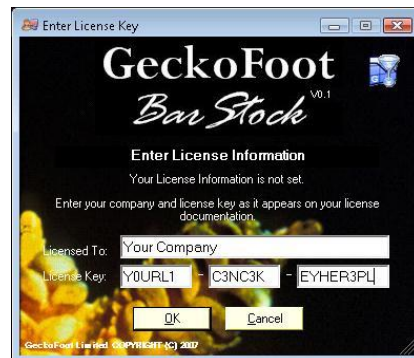 Enter License Key
GeckoFoot
V0.1
Bar Stock
Enter License Information
Your License Information is not set.
Enter your company and license key as it appears on your license
documentation.
Licensed To: Your Company
License Key: Y0URL1 - C3NC3K - EYHER3PL
OK Cancel
GeckoFoot Limited COPYRIGHT (C) 2007